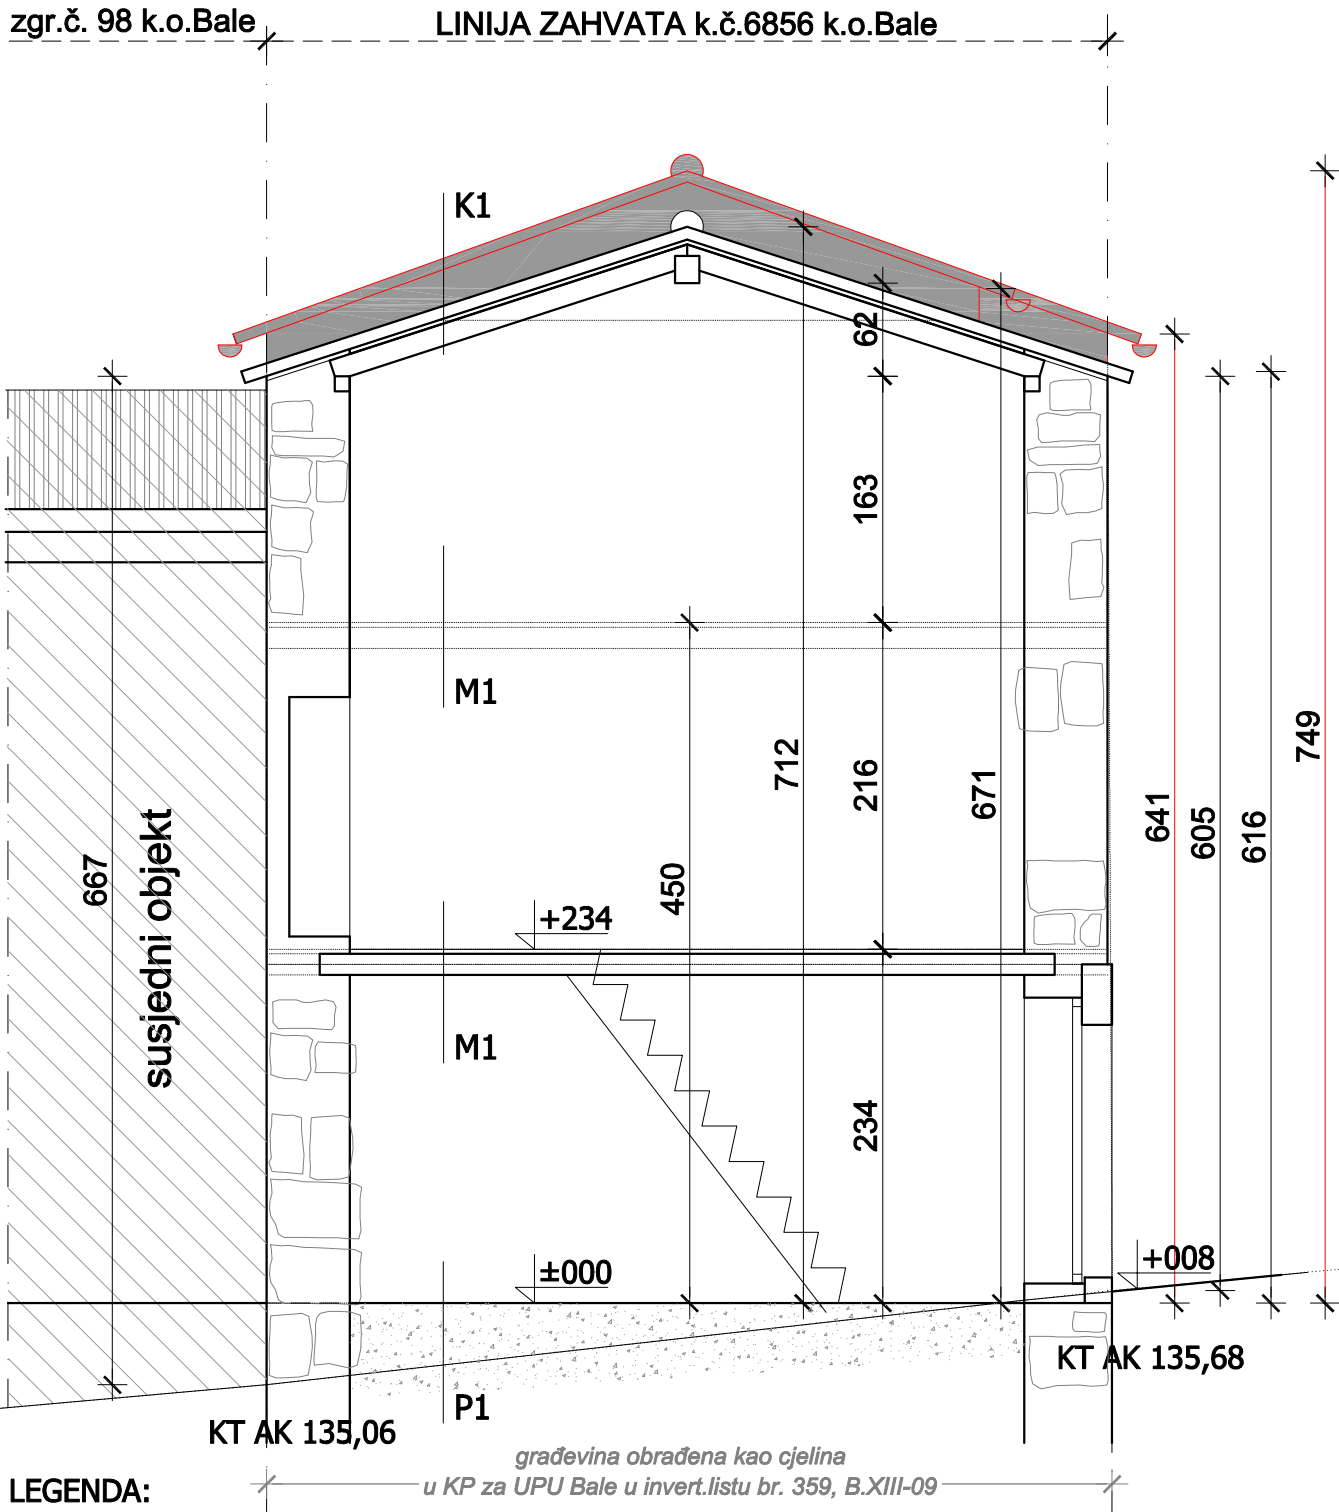 zgr.č. 98 k.o.Bale
LINIJA ZAHVATA k.č.6856 k.o.Bale
K1
62
163
M1
712
216
671
749
641
605
616
450
667
susjedni objekt
+234
M1
234
±000
+008
KT AK 135,68
P1
KT AK 135,06
građevina obrađena kao cjelina
u KP za UPU Bale u invert.listu br. 359, B.XIII-09
LEGENDA: